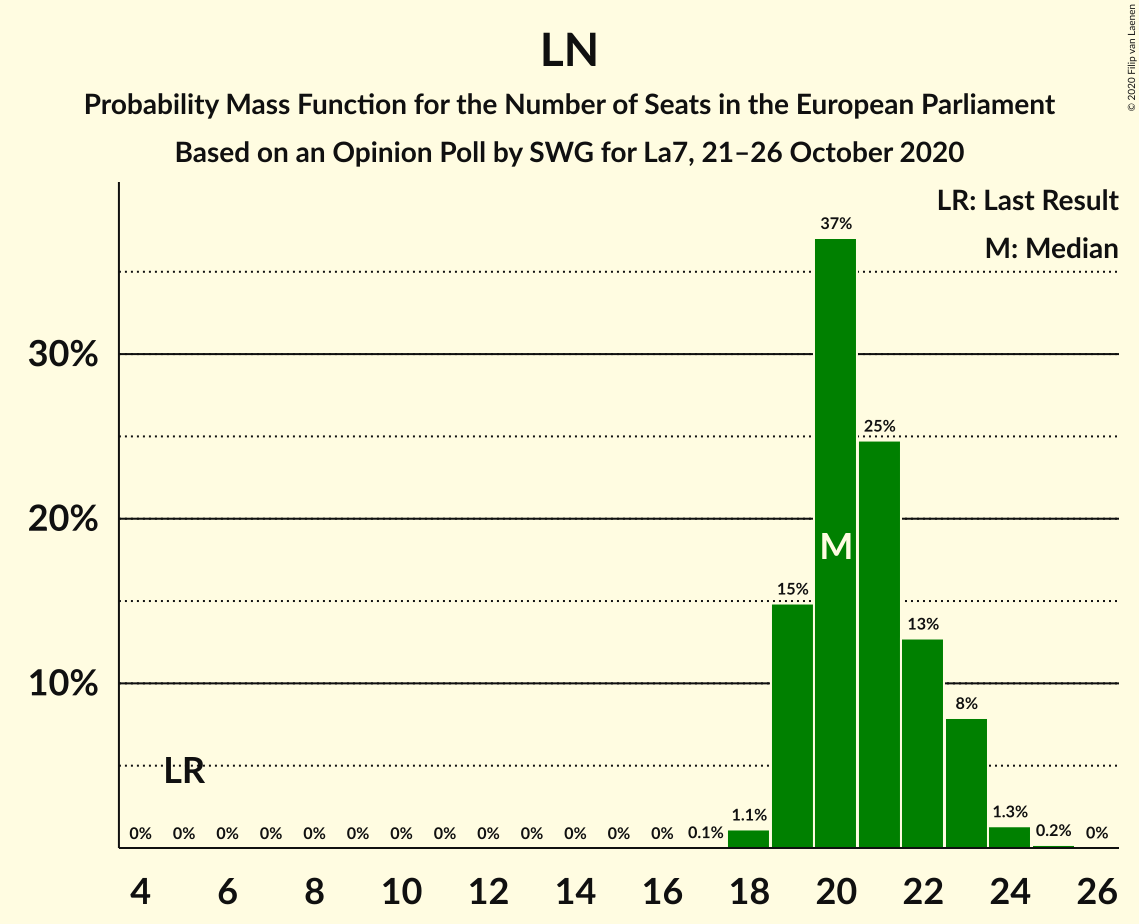 LN
Probability Mass Function for the Number of Seats in the European Parliament
Based on an Opinion Poll by SWG for La7, 21–26 October 2020
© 2020 Filip van Laenen
LR: Last Result
M: Median
30%
20%
10%
37%
25%
15%
13%
8%
1.1%
1.3%
0.1%
0.2%
0% 0% 0% 0% 0% 0% 0% 0% 0% 0% 0% 0% 0% 0%
M
LR
4 6 8 10 12 14 16 18 20 22 24 26